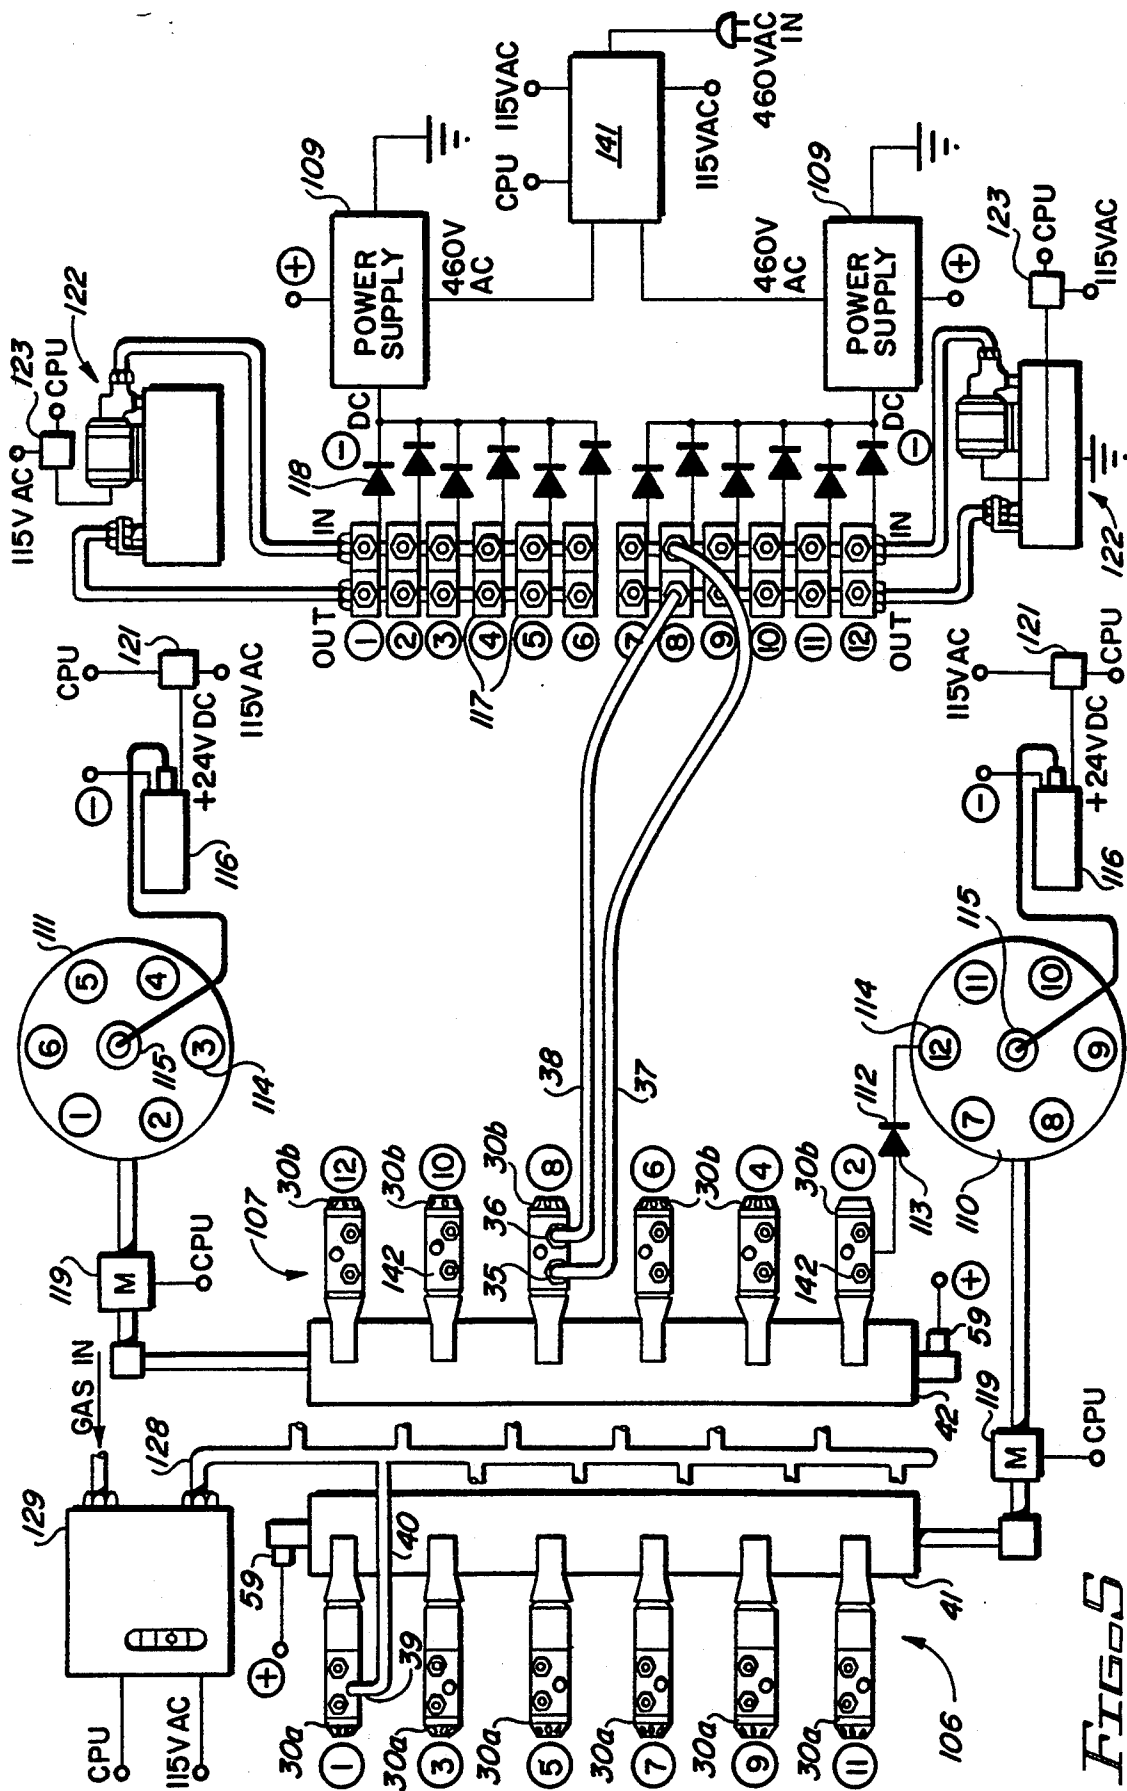 GAS IN
129
128
CPU
115VAC
119
M
CPU
111
1
2
3
4
5
6
115
114
116
−
+24VDC
CPU
121
115VAC
115VAC
CPU
123
122
OUT
IN
1
2
3
4
5
6
7
8
9
10
11
12
OUT
IN
117
118
−
DC
POWER
SUPPLY
109
+
460V
AC
CPU
115VAC
141
115VAC
460VAC
IN
460V
AC
POWER
SUPPLY
109
+
DC
−
59
+
40
39
30a
1
30a
3
30a
5
30a
7
30a
9
30a
11
41
106
107
30b
12
30b
10
142
30b
8
36
35
38
37
6
30b
4
30b
2
142
42
59
+
112
113
114
110
7
8
9
10
11
12
115
119
M
CPU
116
−
+24VDC
115VAC
121
CPU
122
123
CPU
115VAC
FIG. 5